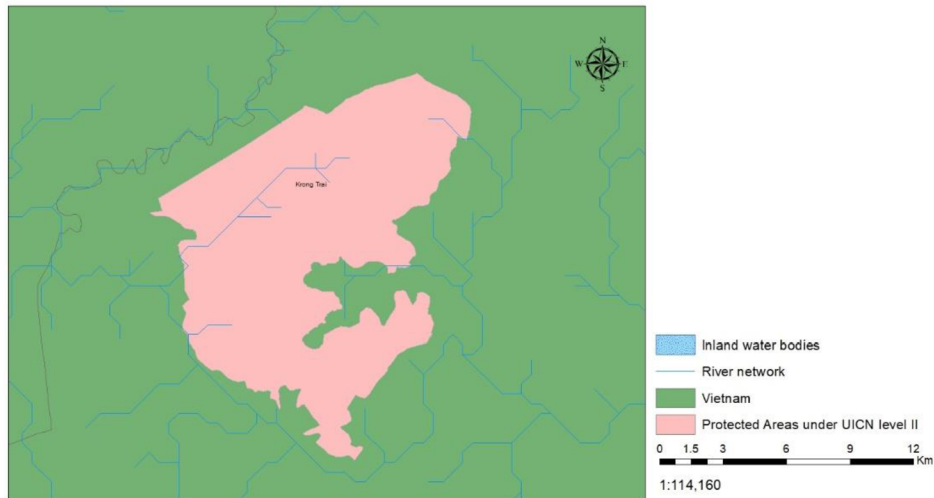 N
W E
S
Krong Trai
Inland water bodies
River network
Vietnam
Protected Areas under UICN level II
0 1.5 3 6 9 12
Km
1:114,160